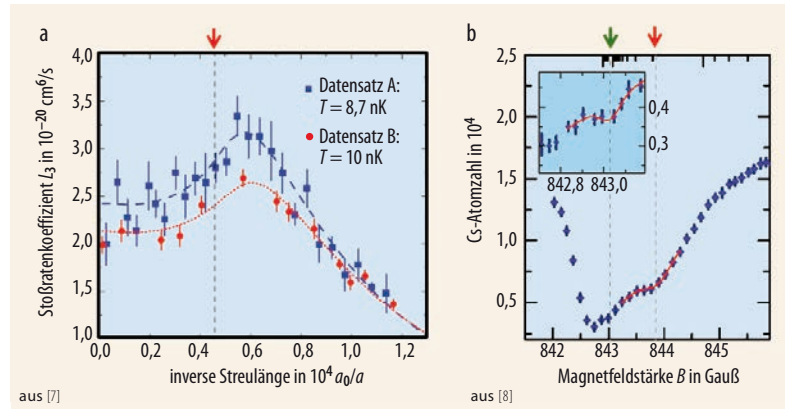 a
Stoßratenkoeffizient L3 in 10–20 cm6/s
4,0
3,5
3,0
2,5
2,0
1,5
1,0
0,0 0,2 0,4 0,6 0,8 1,0 1,2
inverse Streulänge in 10⁴ a₀/a
Datensatz A:
T = 8,7 nK
Datensatz B:
T = 10 nK
aus [7]
b
Cs-Atomzahl in 10⁴
2,5
2,0
1,5
1,0
0,5
0,4
0,3
842,8 843,0
842 843 844 845
Magnetfeldstärke B in Gauß
aus [8]